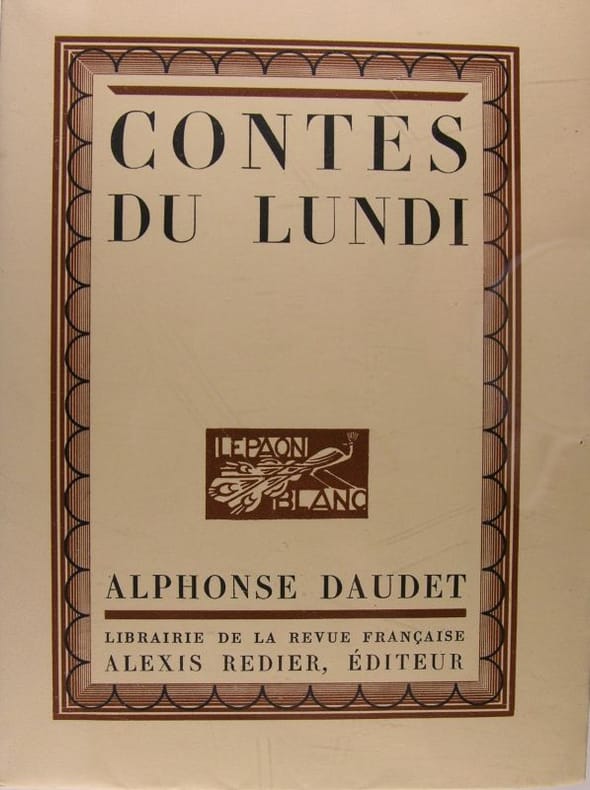 CONTES
DU LUNDI
LE PAON
BLANC
ALPHONSE DAUDET
LIBRAIRIE DE LA REVUE FRANÇAISE
ALEXIS REDIER, ÉDITEUR